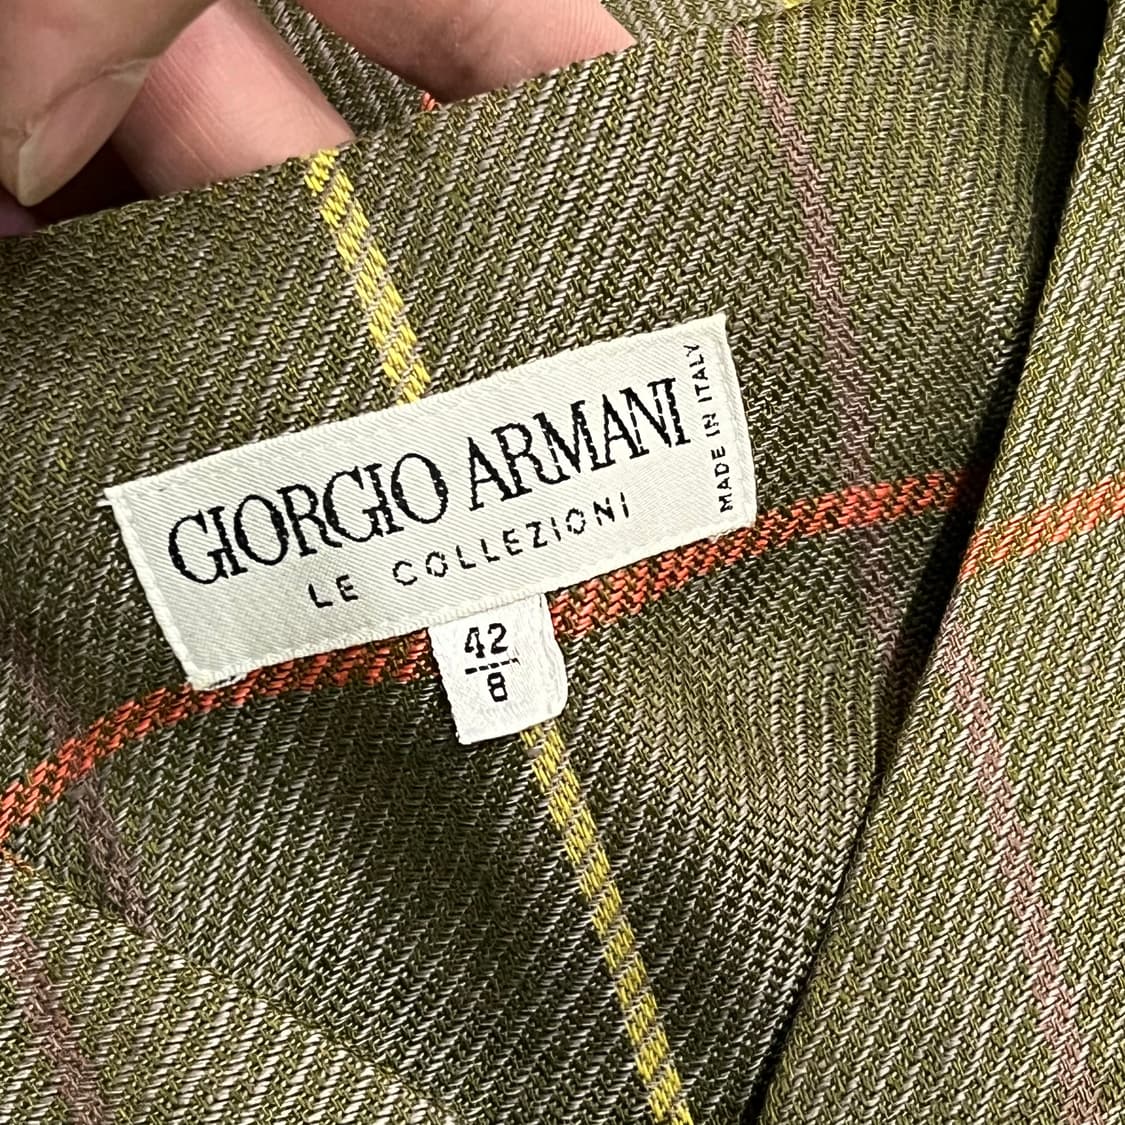 GIORGIO ARMANI
LE COLLEZIONI
MADE IN ITALY
42
8